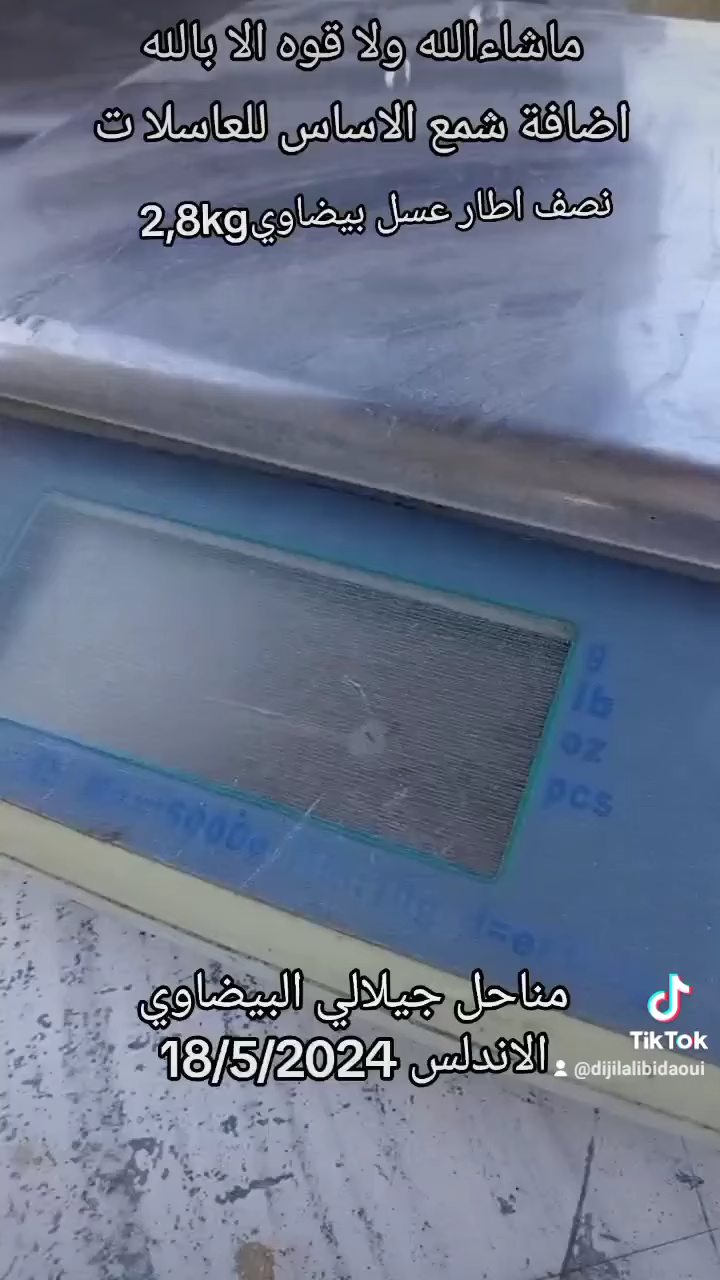 ماشاءالله ولا قوه الا بالله
اضافة شمع الاساس للعاسلا ت
نصف اطار عسل بيضاوي2,8kg
g
lb
oz
pcs
مناحل جيلالي البيضاوي
الاندلس 18/5/2024
TikTok
@dijilalibidaoui